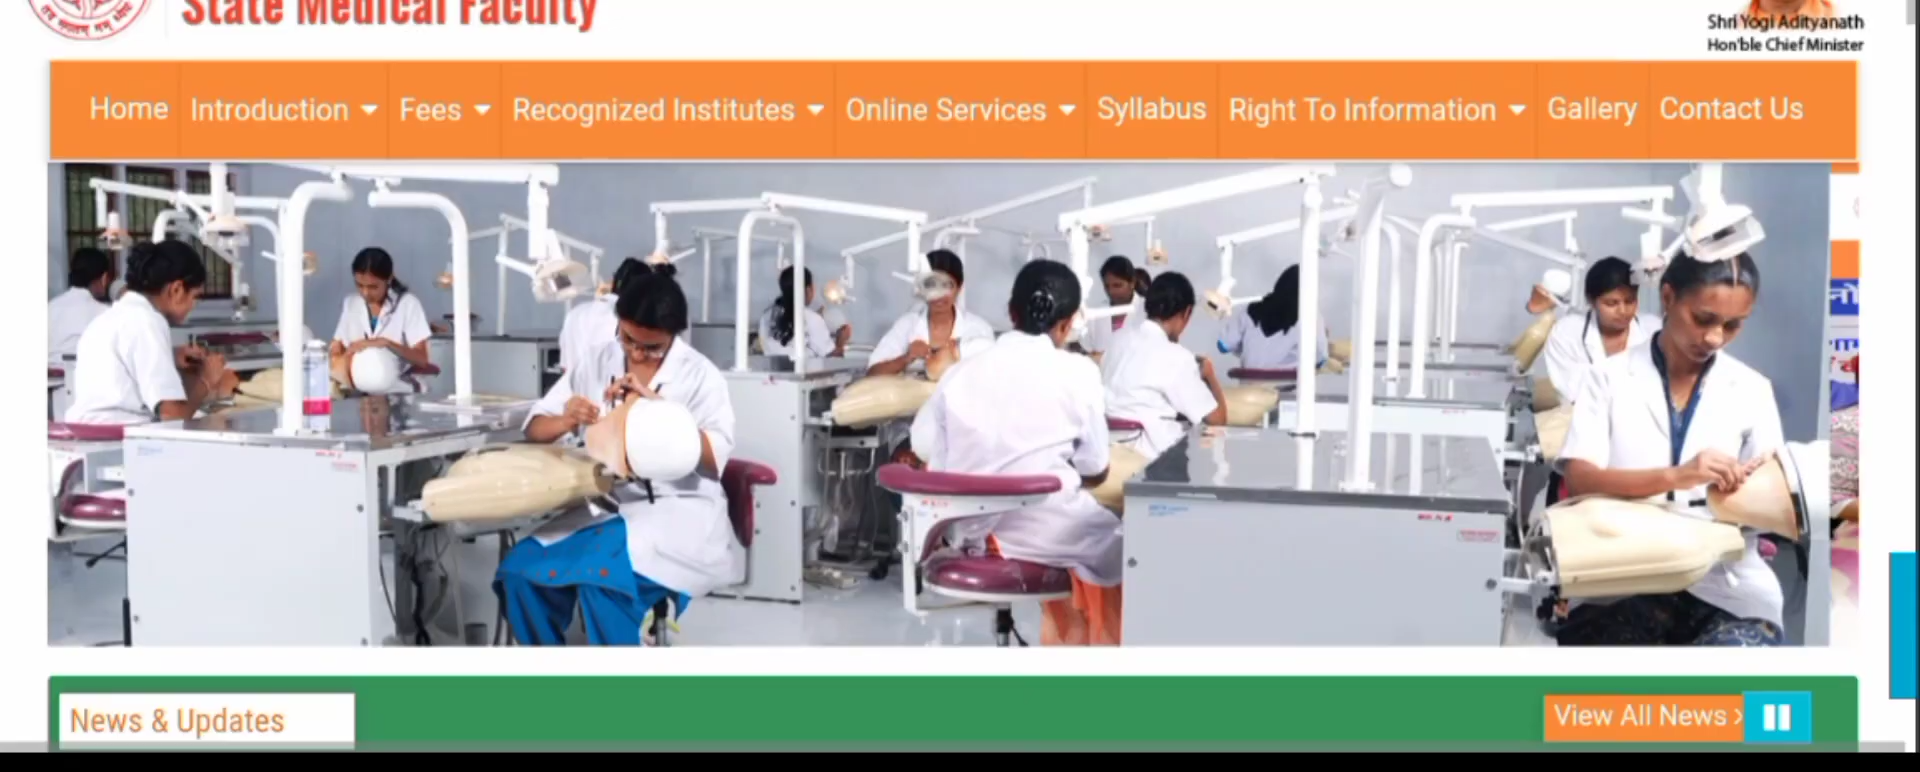 State Medical Faculty
Shri Yogi Adityanath
Hon'ble Chief Minister
Home Introduction Fees Recognized Institutes Online Services Syllabus Right To Information Gallery Contact Us
News & Updates
View All News